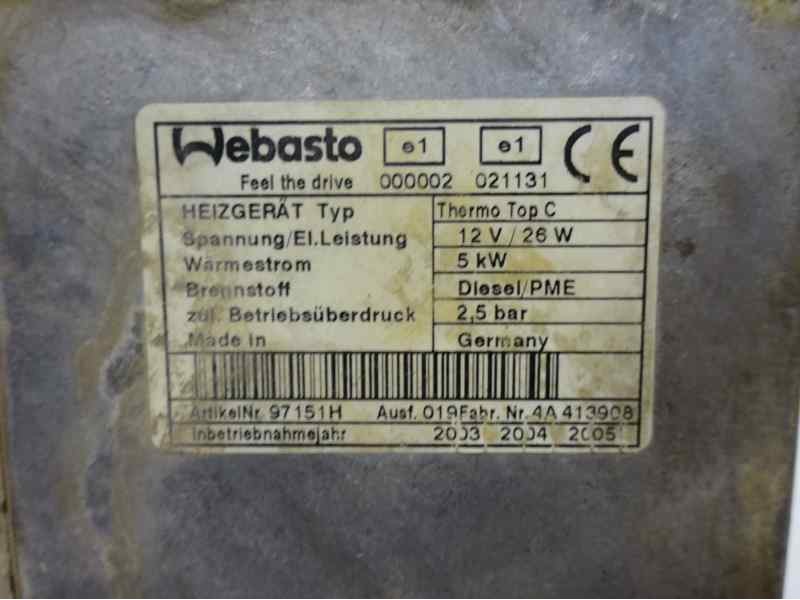 Webasto e1 e1 CE
Feel the drive 000002 021131
HEIZGERÄT Typ Thermo Top C
Spannung/El.Leistung 12 V / 26 W
Wärmestrom 5 kW
Brennstoff Diesel/PME
zul. Betriebsüberdruck 2,5 bar
Made in Germany
ArtikelNr. 97151H Ausf. 019 Fabr. Nr. 4A 413908
Inbetriebnahmejahr 2003 2004 2005